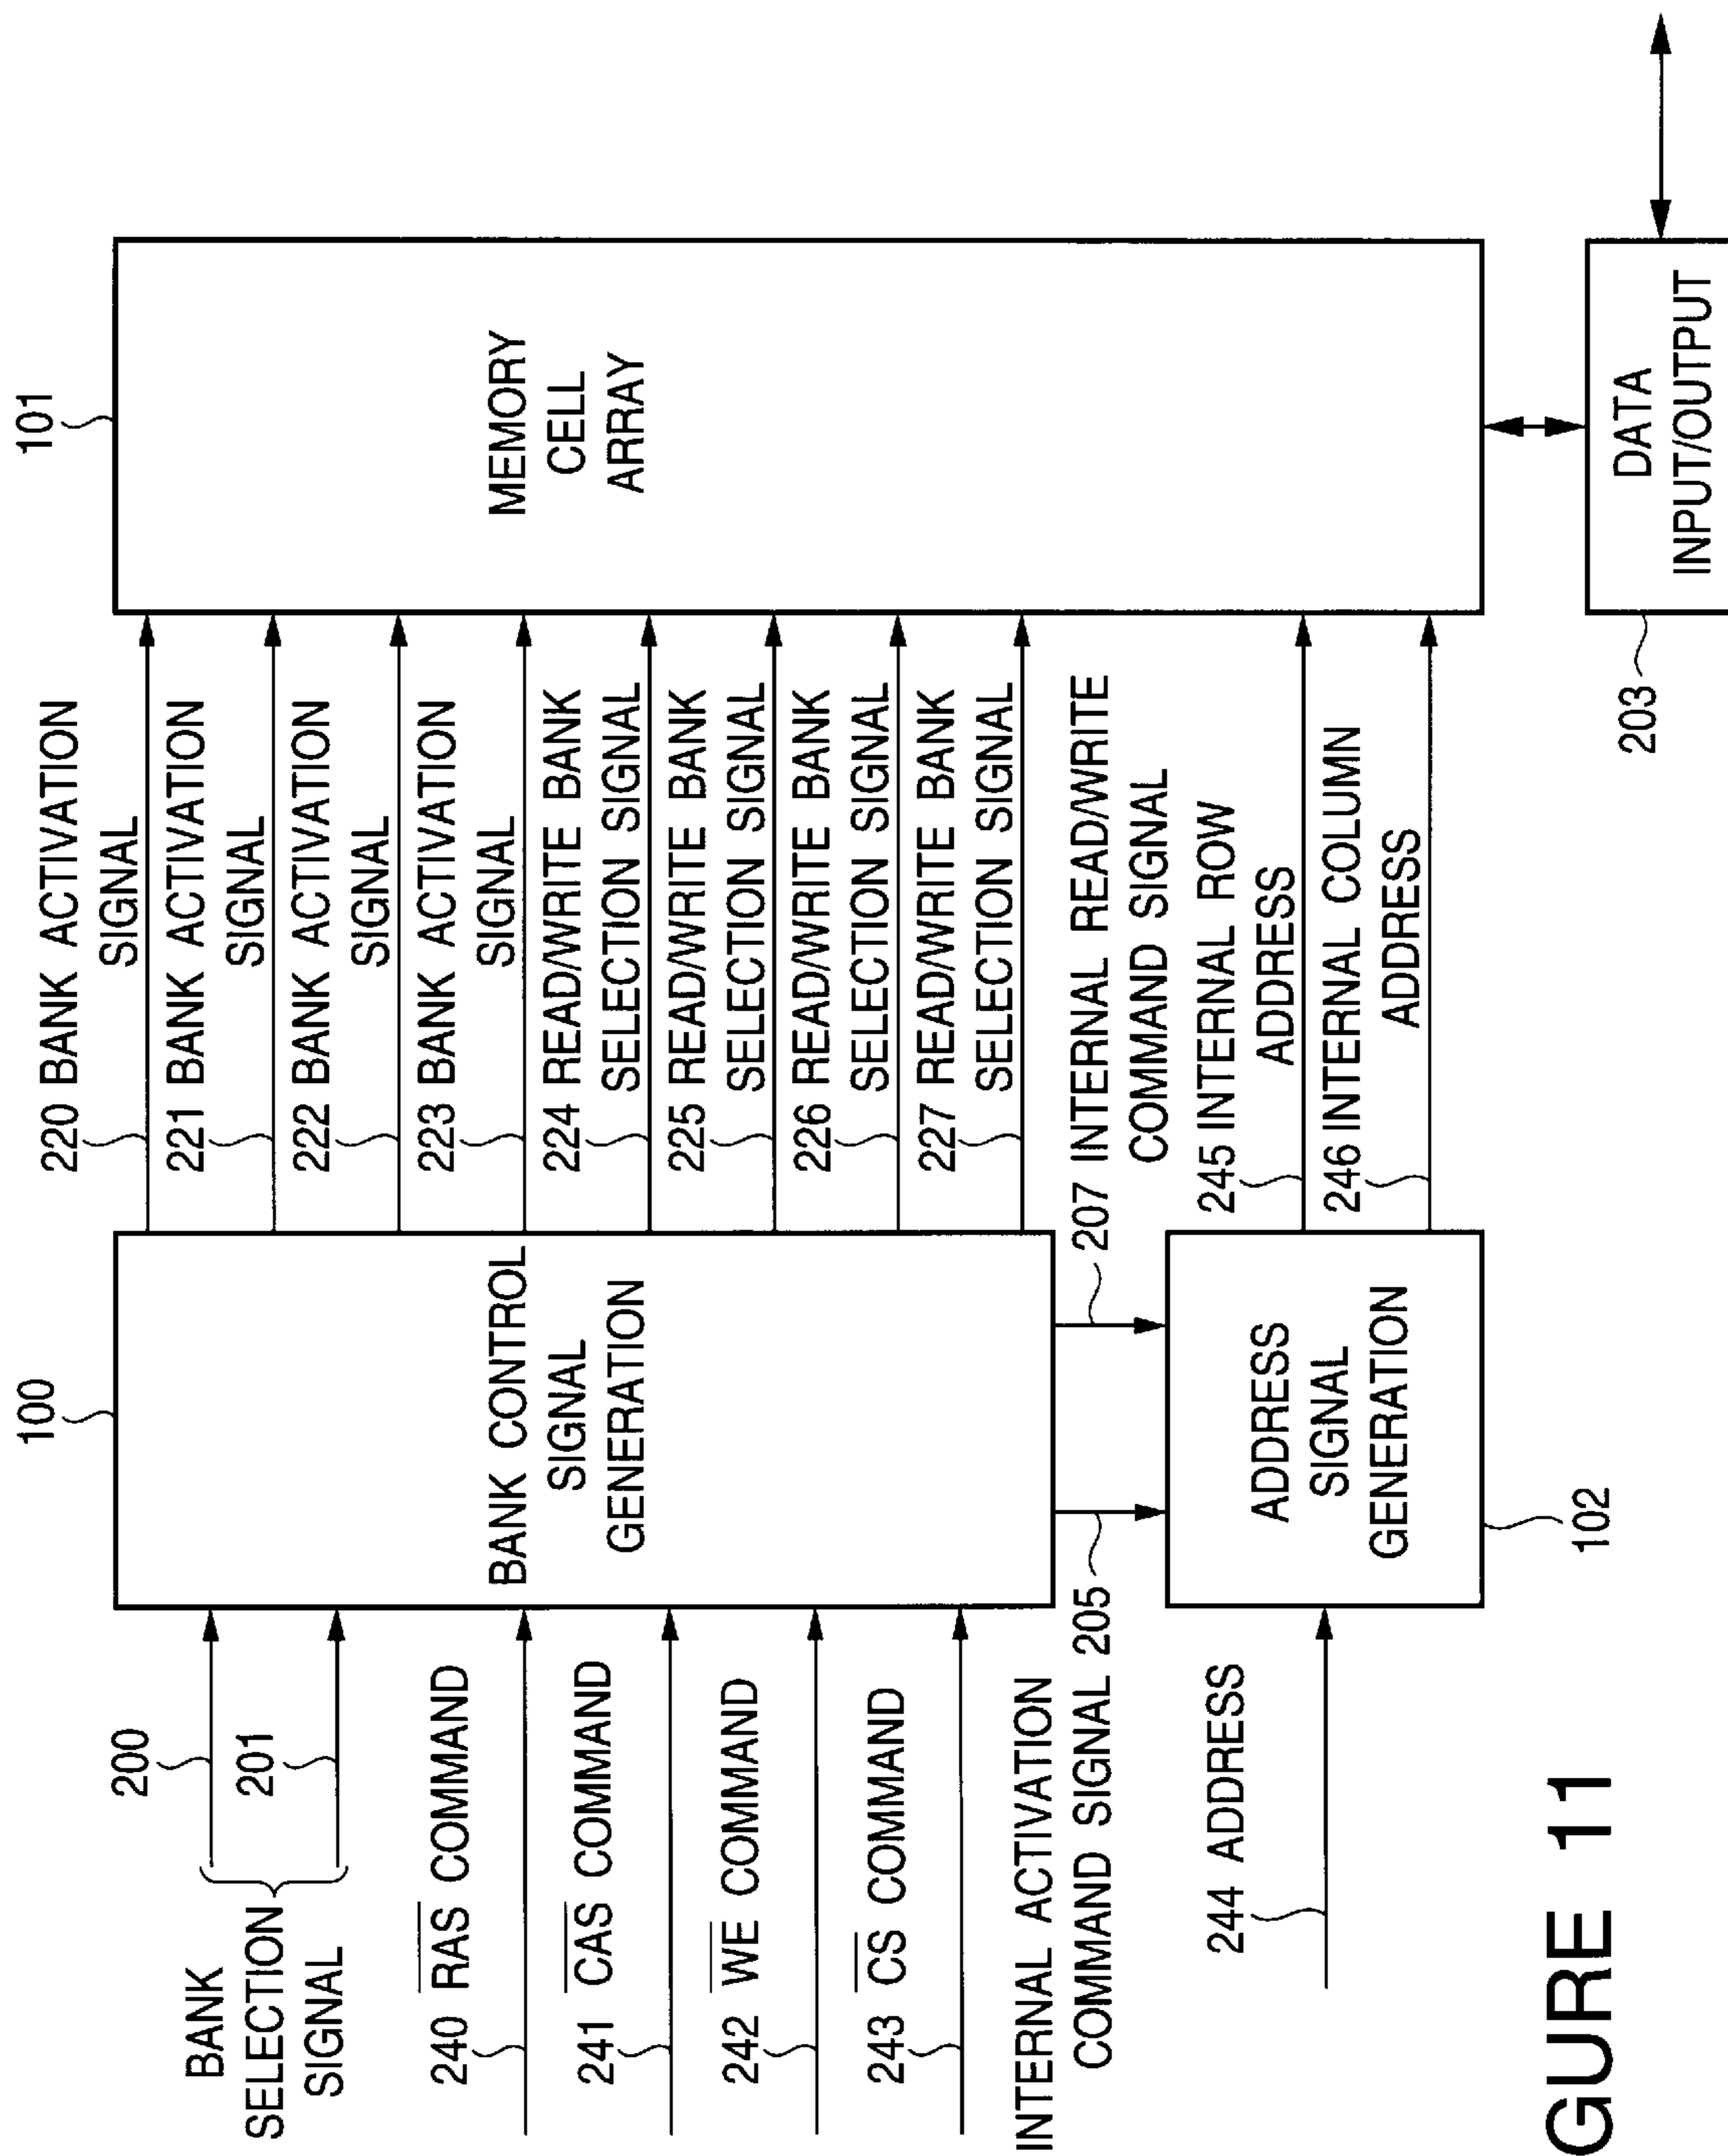 100
101
BANK
SELECTION
SIGNAL
200
201
240 RAS COMMAND
241 CAS COMMAND
242 WE COMMAND
243 CS COMMAND
BANK CONTROL
SIGNAL
GENERATION
220 BANK ACTIVATION
SIGNAL
221 BANK ACTIVATION
SIGNAL
222 BANK ACTIVATION
SIGNAL
223 BANK ACTIVATION
SIGNAL
224 READ/WRITE BANK
SELECTION SIGNAL
225 READ/WRITE BANK
SELECTION SIGNAL
226 READ/WRITE BANK
SELECTION SIGNAL
227 READ/WRITE BANK
SELECTION SIGNAL
MEMORY
CELL
ARRAY
INTERNAL ACTIVATION
COMMAND SIGNAL 205
207 INTERNAL READ/WRITE
COMMAND SIGNAL
244 ADDRESS
ADDRESS
SIGNAL
GENERATION
102
245 INTERNAL ROW
ADDRESS
246 INTERNAL COLUMN
ADDRESS
203
DATA
INPUT/OUTPUT
GURE 11